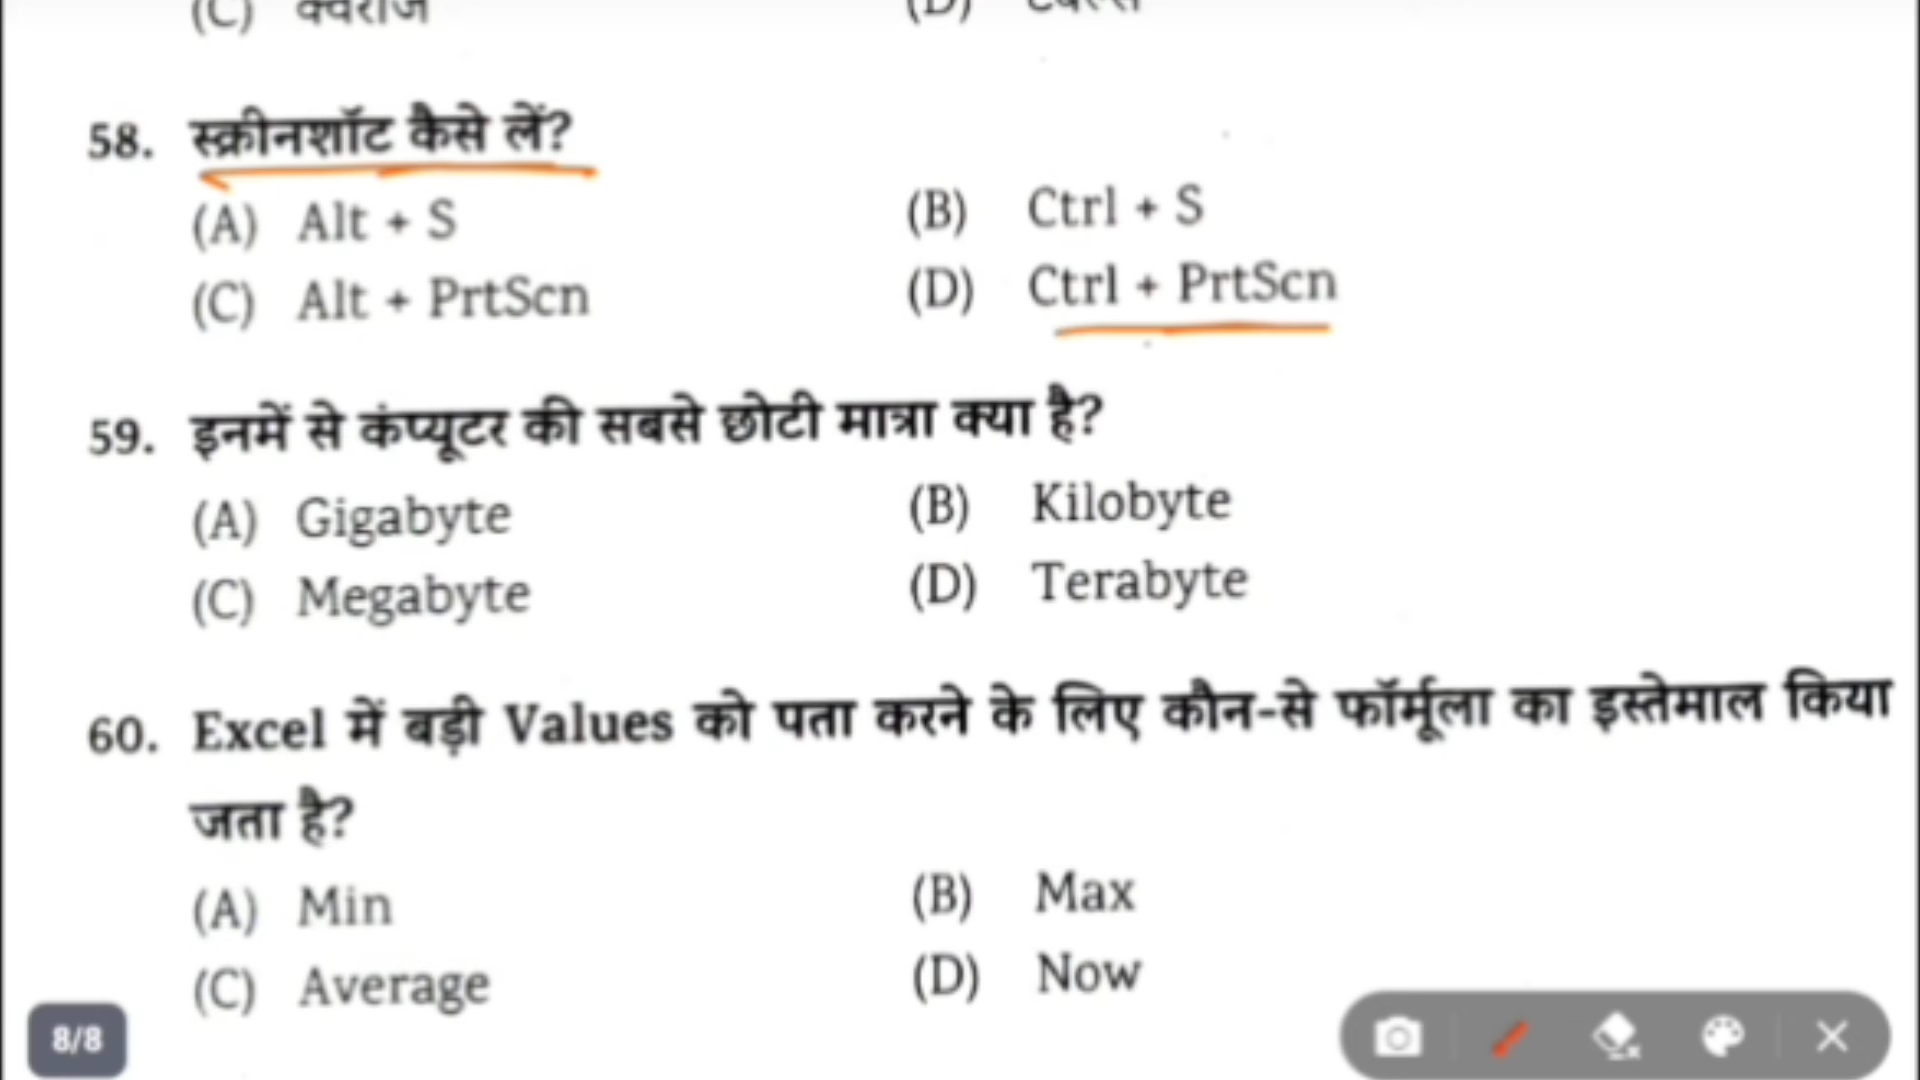 (C) क्वेरीज (D)
58. स्क्रीनशॉट कैसे लें?
(A) Alt + S (B) Ctrl + S
(C) Alt + PrtScn (D) Ctrl + PrtScn
59. इनमें से कंप्यूटर की सबसे छोटी मात्रा क्या है?
(A) Gigabyte (B) Kilobyte
(C) Megabyte (D) Terabyte
60. Excel में बड़ी Values को पता करने के लिए कौन-से फॉर्मूला का इस्तेमाल किया
जता है?
(A) Min (B) Max
(C) Average (D) Now
8/8